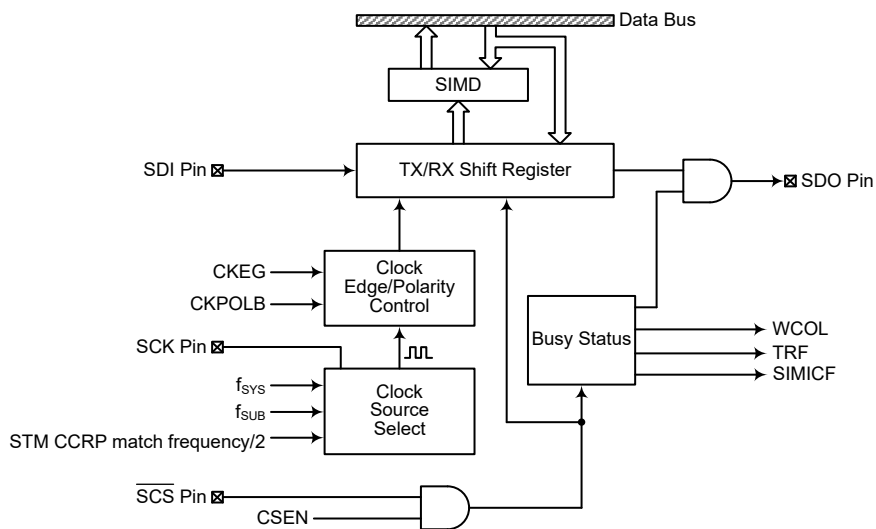 Data Bus
SIMD
SDI Pin
TX/RX Shift Register
SDO Pin
CKEG
CKPOLB
Clock
Edge/Polarity
Control
SCK Pin
Busy Status
WCOL
TRF
SIMICF
fSYS
fSUB
STM CCRP match frequency/2
Clock
Source
Select
SCS Pin
CSEN